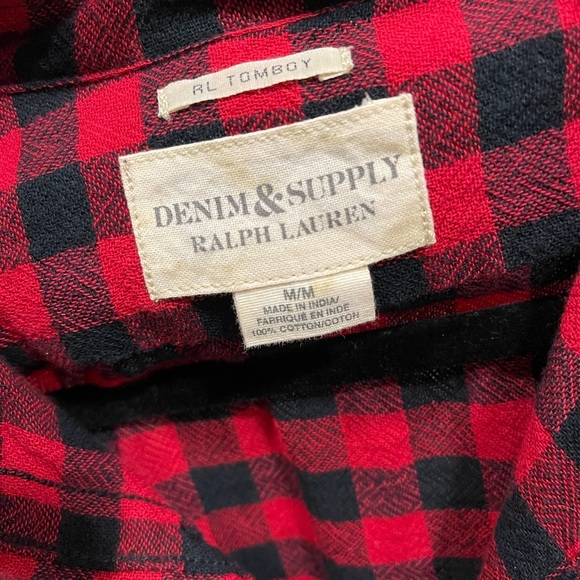 RL TOMBOY
DENIM&SUPPLY
RALPH LAUREN
M/M
MADE IN INDIA/
FABRIQUÉ EN INDE
100% COTTON/COTON